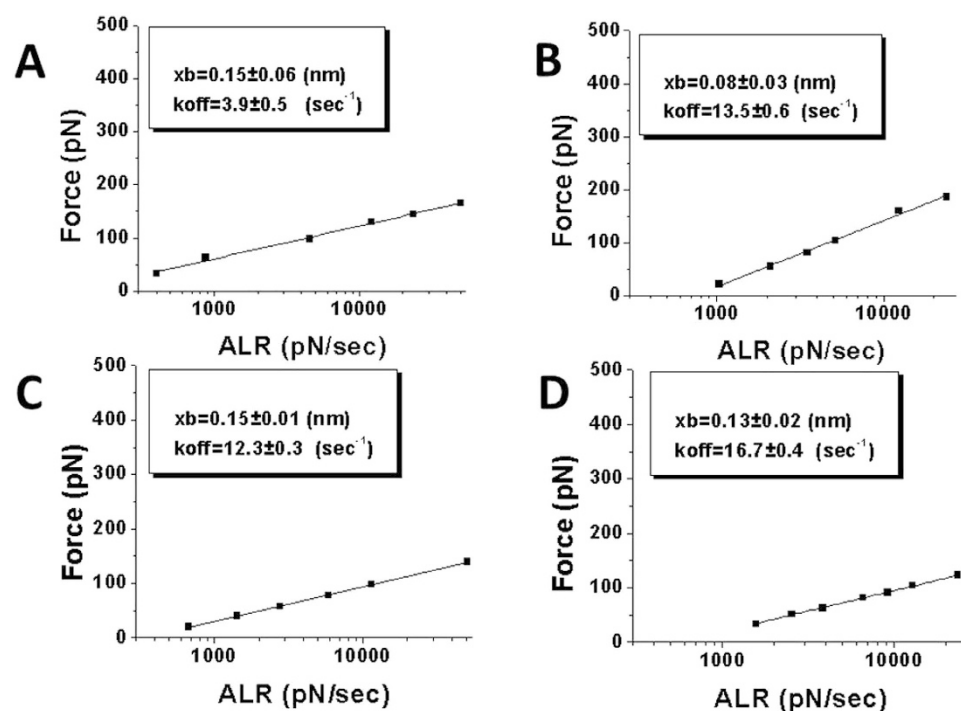 A
500
400
300
200
100
0
Force (pN)
xb=0.15±0.06 (nm)
koff=3.9±0.5 (sec⁻¹)
1000
10000
ALR (pN/sec)
B
500
400
300
200
100
0
Force (pN)
xb=0.08±0.03 (nm)
koff=13.5±0.6 (sec⁻¹)
1000
10000
ALR (pN/sec)
C
500
400
300
200
100
0
Force (pN)
xb=0.15±0.01 (nm)
koff=12.3±0.3 (sec⁻¹)
1000
10000
ALR (pN/sec)
D
500
400
300
200
100
0
Force (pN)
xb=0.13±0.02 (nm)
koff=16.7±0.4 (sec⁻¹)
1000
10000
ALR (pN/sec)